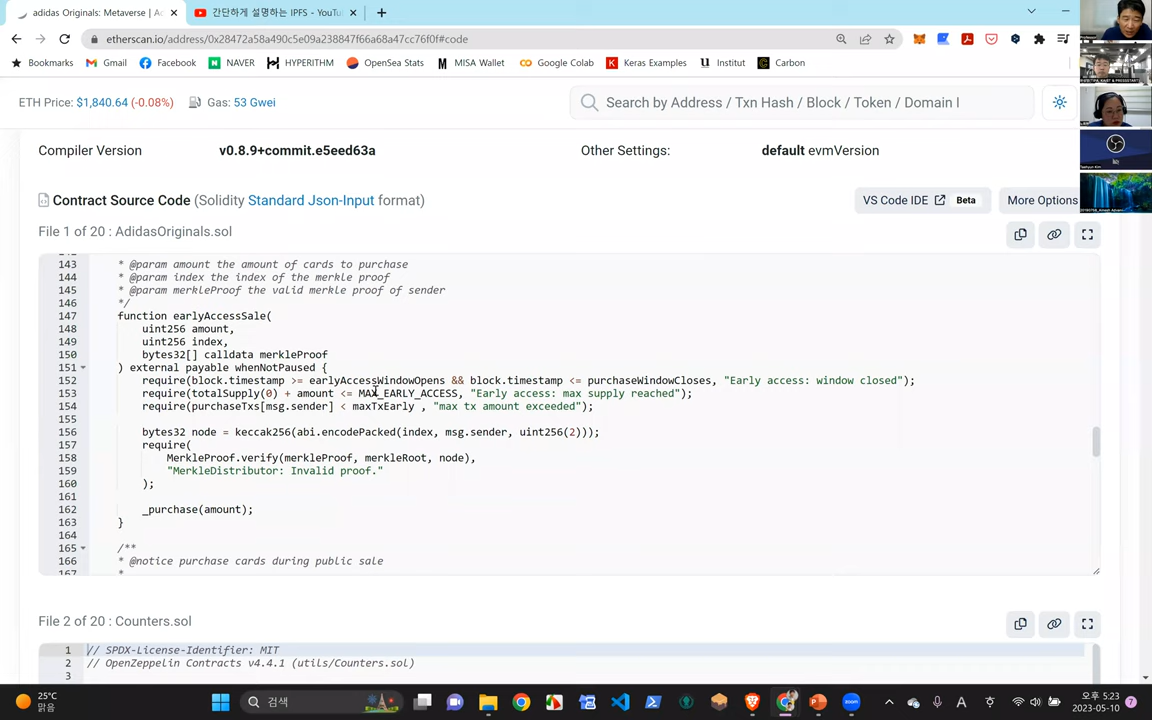 adidas Originals: Metaverse | Ac
간단하게 설명하는 IPFS - YouTu
etherscan.io/address/0x28472a58a490c5e09a238847f66a68a47cc76f0f#code
Bookmarks Gmail Facebook NAVER HYPERITHM OpenSea Stats MISA Wallet Google Colab Keras Examples Institut Carbon
ETH Price: $1,840.64 (-0.08%) Gas: 53 Gwei
Search by Address / Txn Hash / Block / Token / Domain I
Compiler Version v0.8.9+commit.e5eed63a Other Settings: default evmVersion
Contract Source Code (Solidity Standard Json-Input format)
VS Code IDE Beta More Options
File 1 of 20 : AdidasOriginals.sol
143 * @param amount the amount of cards to purchase
144 * @param index the index of the merkle proof
145 * @param merkleProof the valid merkle proof of sender
146 */
147 function earlyAccessSale(
148 uint256 amount,
149 uint256 index,
150 bytes32[] calldata merkleProof
151 ) external payable whenNotPaused {
152 require(block.timestamp >= earlyAccessWindowOpens && block.timestamp <= purchaseWindowCloses, "Early access: window closed");
153 require(totalSupply(0) + amount <= MAX_EARLY_ACCESS, "Early access: max supply reached");
154 require(purchaseTxs[msg.sender] < maxTxEarly , "max tx amount exceeded");
155
156 bytes32 node = keccak256(abi.encodePacked(index, msg.sender, uint256(2)));
157 require(
158 MerkleProof.verify(merkleProof, merkleRoot, node),
159 "MerkleDistributor: Invalid proof."
160 );
161
162 _purchase(amount);
163 }
164
165 /**
166 * @notice purchase cards during public sale
167 *
File 2 of 20 : Counters.sol
1 // SPDX-License-Identifier: MIT
2 // OpenZeppelin Contracts v4.4.1 (utils/Counters.sol)
3
25°C
맑음
검색
A
오후 5:23
2023-05-10
7